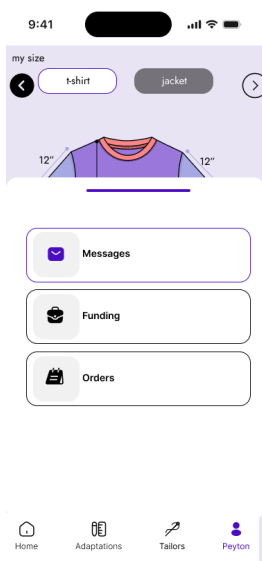 9:41
my size
t-shirt jacket
12" 12"
Messages
Funding
Orders
Home Adaptations Tailors Peyton